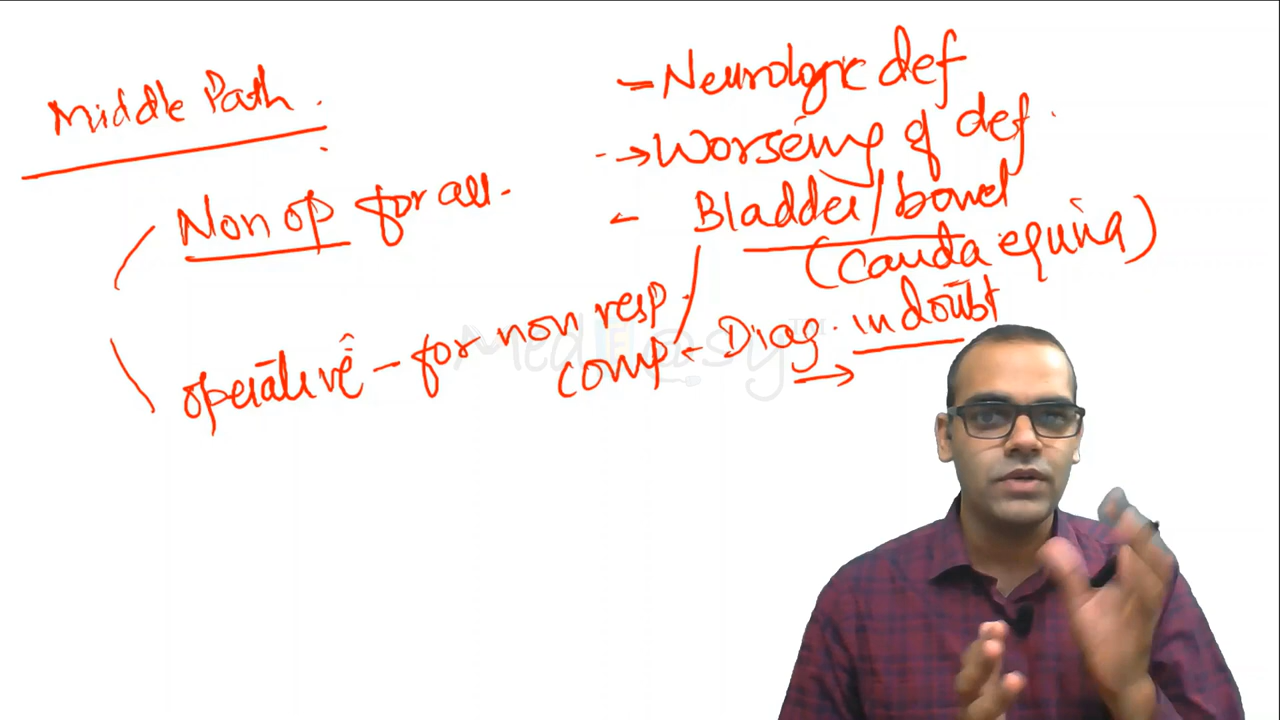 Middle Path.
Non op for all.
operative - for non resp
comp
- Neurologic def
-> Worsening of def.
- Bladder/bowel
(cauda equina)
- Diag. in doubt
->
MedEasy™